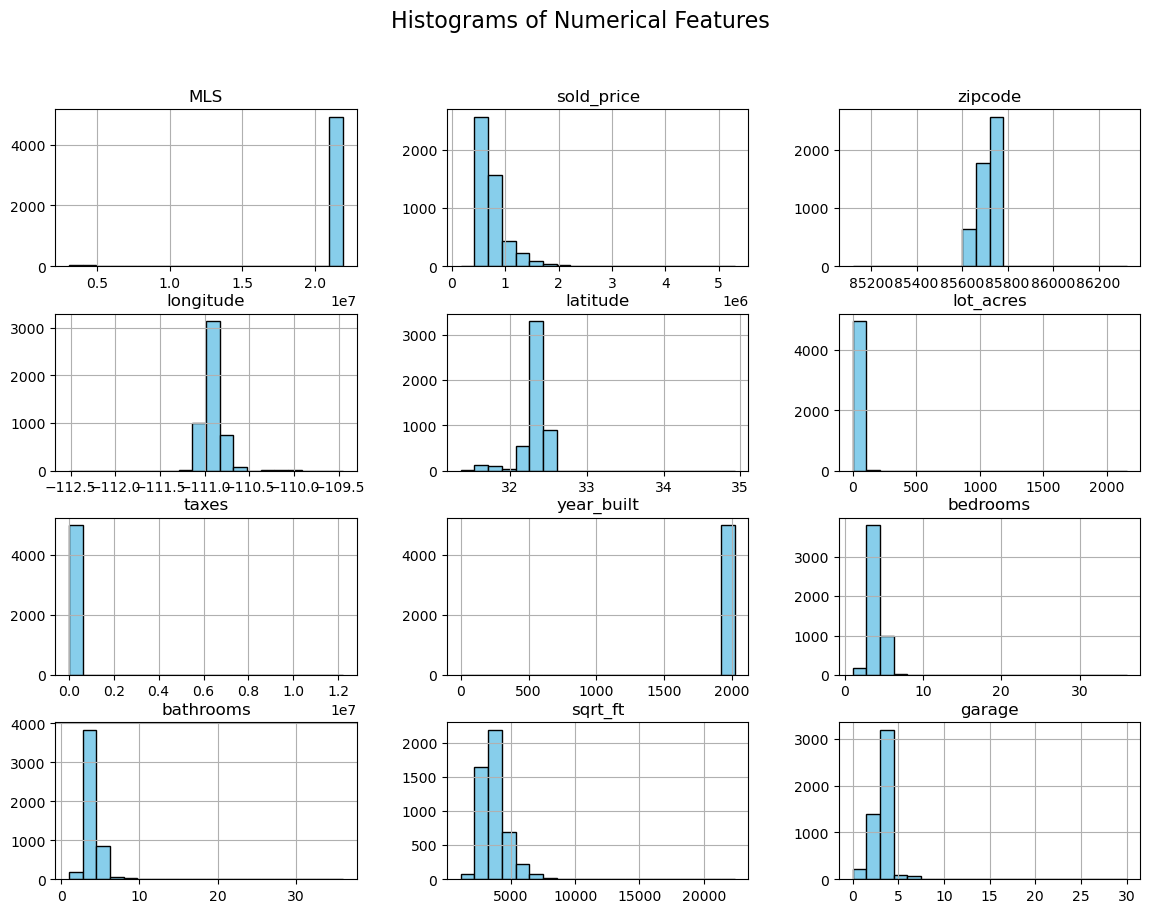 Histograms of Numerical Features
MLS sold_price zipcode
4000 2000 0
2000 1000 0
2000 1000 0
0.5 1.0 1.5 2.0
1e7
0 1 2 3 4 5
1e6
85200 85400 85600 85800 86000 86200
longitude latitude lot_acres
3000 2000 1000 0
3000 2000 1000 0
4000 2000 0
−112.5 −112.0 −111.5 −111.0 −110.5 −110.0 −109.5
32 33 34 35
0 500 1000 1500 2000
taxes year_built bedrooms
4000 2000 0
4000 2000 0
3000 2000 1000 0
0.0 0.2 0.4 0.6 0.8 1.0 1.2
1e7
0 500 1000 1500 2000
0 10 20 30
bathrooms sqrt_ft garage
4000 3000 2000 1000 0
2000 1500 1000 500 0
3000 2000 1000 0
0 10 20 30
5000 10000 15000 20000
0 5 10 15 20 25 30